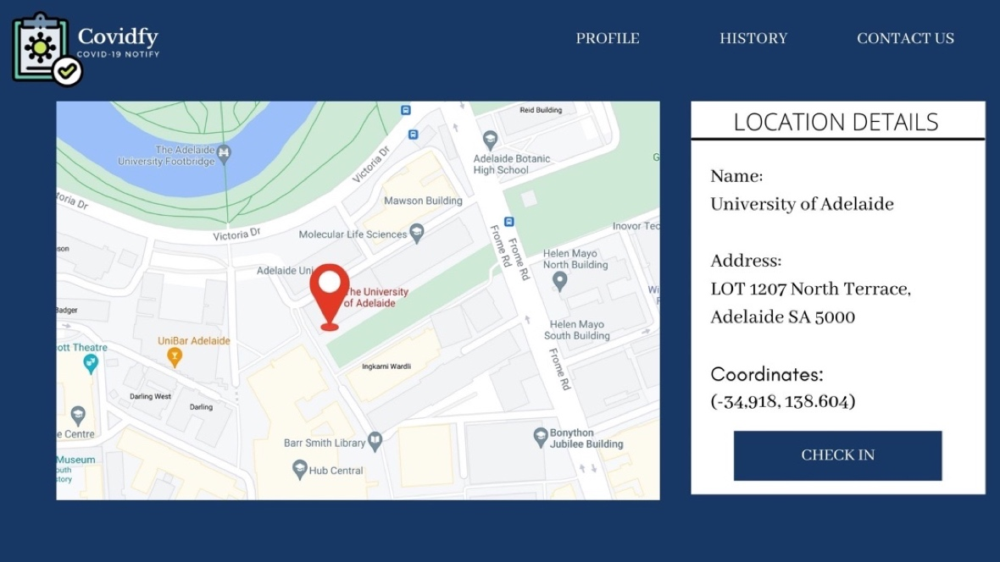 Covidfy
COVID-19 NOTIFY
PROFILE
HISTORY
CONTACT US
Reid Building
The Adelaide
University Footbridge
Adelaide Botanic
High School
G
Victoria Dr
toria Dr
Mawson Building
Victoria Dr
Molecular Life Sciences
Inovor Tec
son
Frome Rd
Frome Rd
Helen Mayo
North Building
Adelaide Uni
The University
of Adelaide
Wi
F
Badger
Helen Mayo
South Building
UniBar Adelaide
ott Theatre
Ingkarni Wardli
Frome Rd
Darling West
Darling
e Centre
Barr Smith Library
Bonython
Jubilee Building
Museum
outh
story
Hub Central
LOCATION DETAILS
Name:
University of Adelaide
Address:
LOT 1207 North Terrace,
Adelaide SA 5000
Coordinates:
(-34,918, 138.604)
CHECK IN